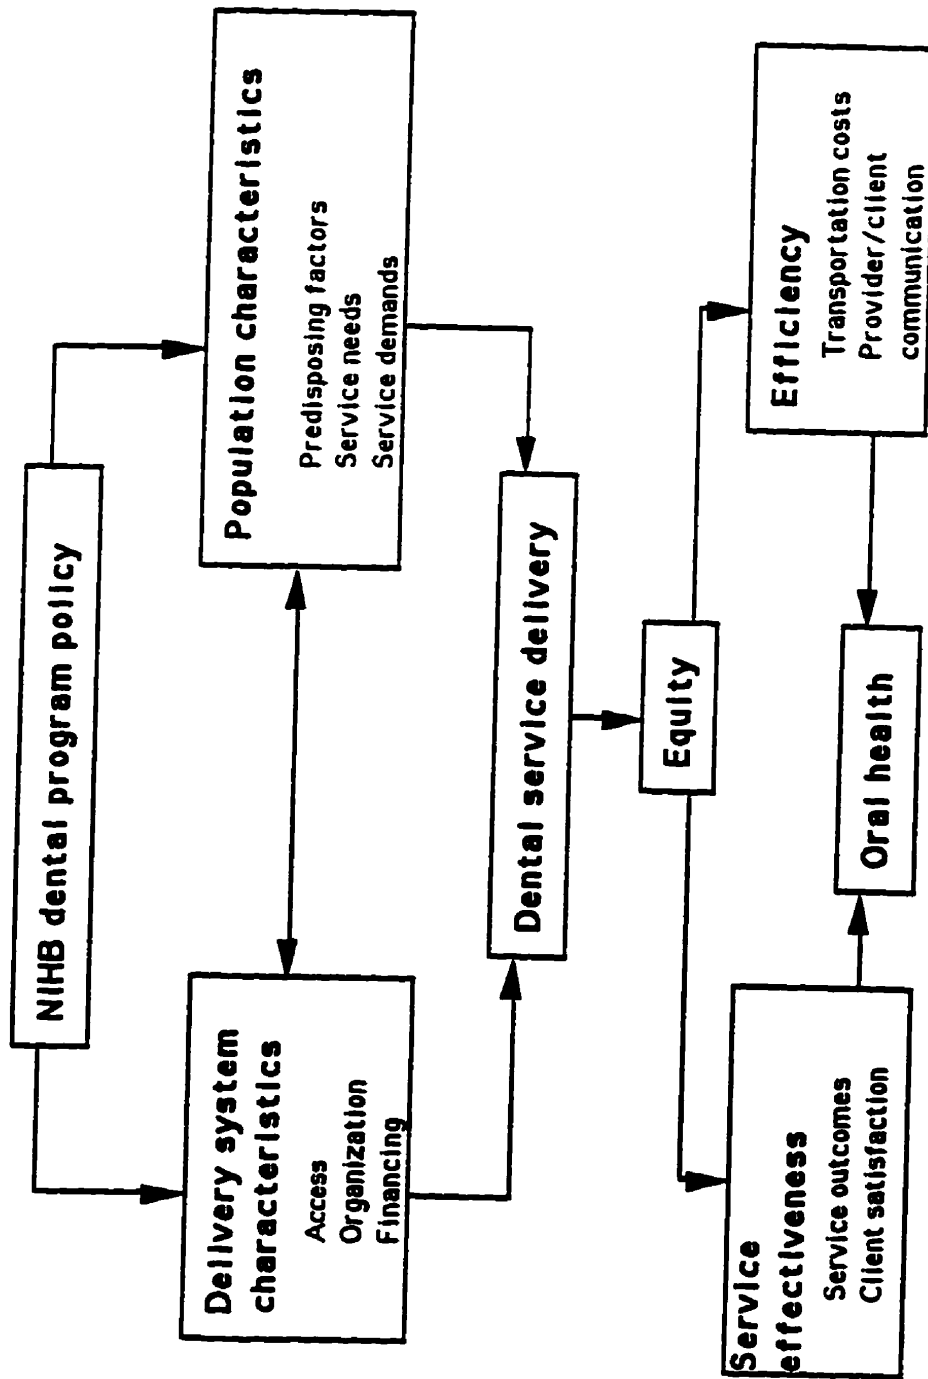 NIHB dental program policy
Delivery system
characteristics
Access
Organization
Financing
Population characteristics
Predisposing factors
Service needs
Service demands
Dental service delivery
Equity
Service
effectiveness
Service outcomes
Client satisfaction
Efficiency
Transportation costs
Provider/client
communication
Oral health